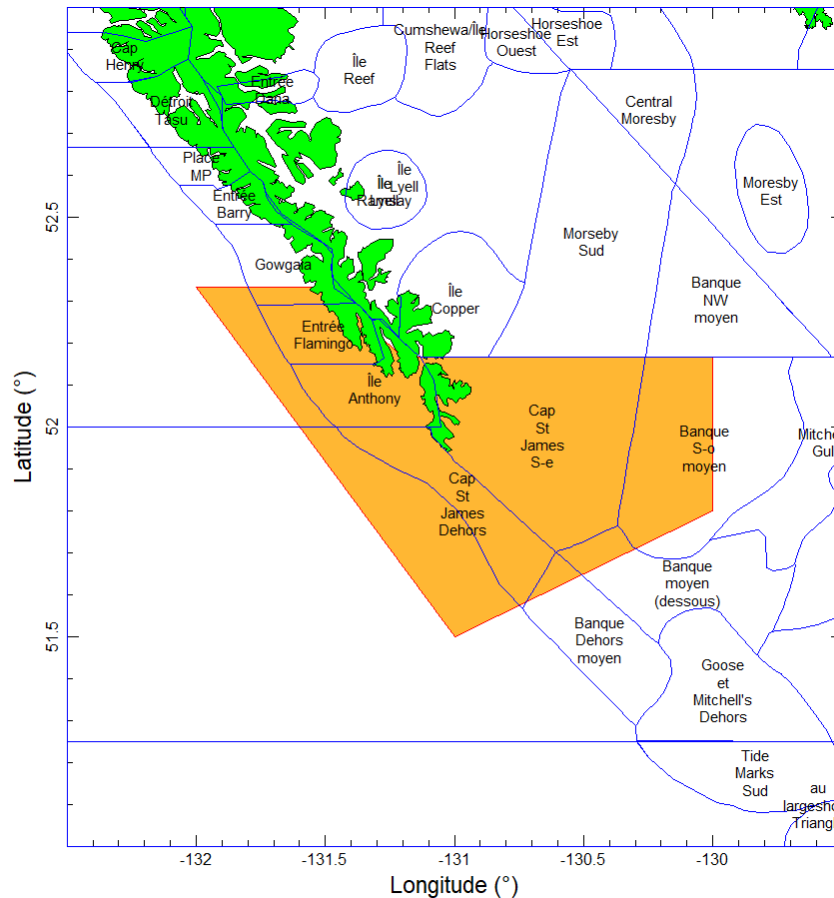 Cumshewa/Île
Reef
Flats
Horseshoe
Ouest
Horseshoe
Est
Cap
Henry
Île
Reef
Entrée
Dana
Détroit
Tasu
Central
Moresby
Place
MP
Île
Lyell
Île
Moresby
Est
Entrée
Barry
Morseby
Sud
Gowgaia
Île
Copper
Banque
NW
moyen
Entrée
Flamingo
Île
Anthony
Cap
St
James
S-e
Banque
S-o
moyen
Cap
St
James
Dehors
Banque
moyen
(dessous)
Banque
Dehors
moyen
Goose
et
Mitchell's
Dehors
Tide
Marks
Sud
au
52.5
52
51.5
Latitude (°)
-132
-131.5
-131
-130.5
-130
Longitude (°)